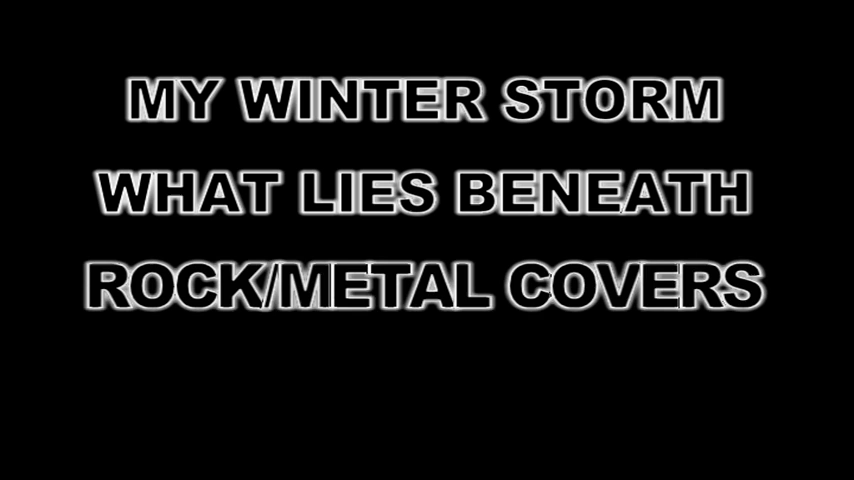 MY WINTER STORM
WHAT LIES BENEATH
ROCK/METAL COVERS